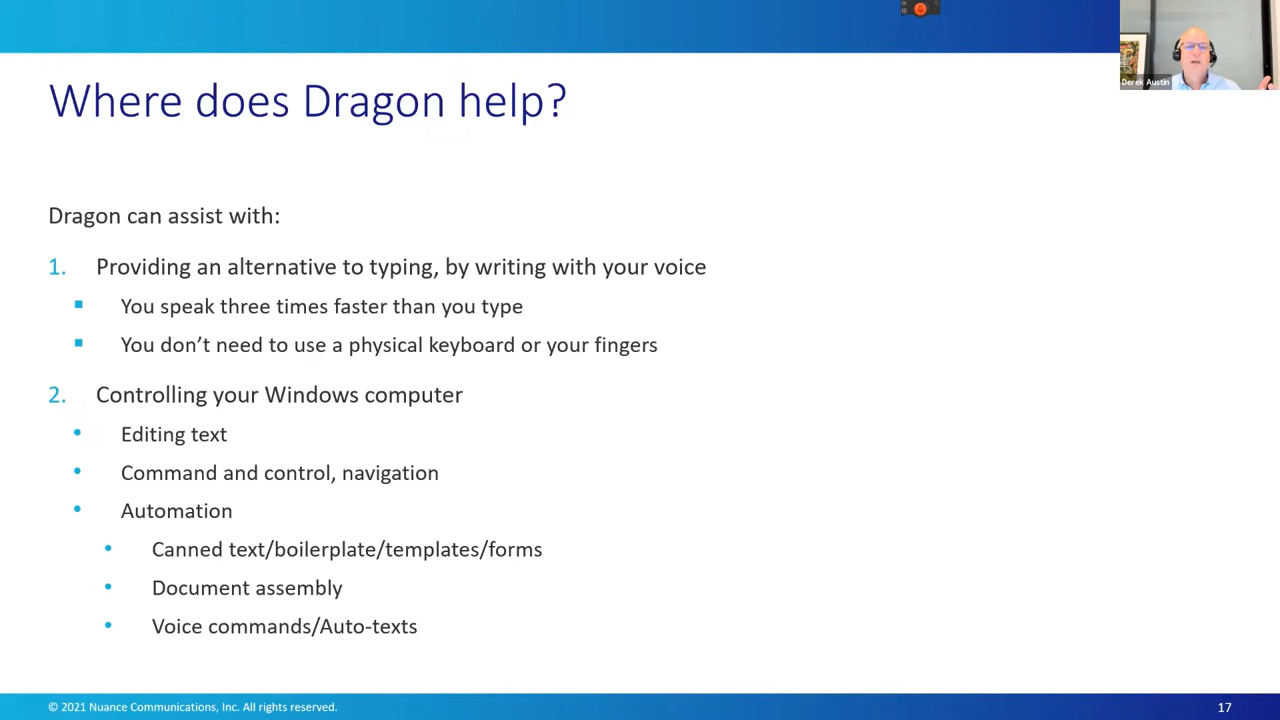 Derek Austin
Where does Dragon help?
Dragon can assist with:
1. Providing an alternative to typing, by writing with your voice
▪ You speak three times faster than you type
▪ You don’t need to use a physical keyboard or your fingers
2. Controlling your Windows computer
• Editing text
• Command and control, navigation
• Automation
• Canned text/boilerplate/templates/forms
• Document assembly
• Voice commands/Auto-texts
© 2021 Nuance Communications, Inc. All rights reserved.
17